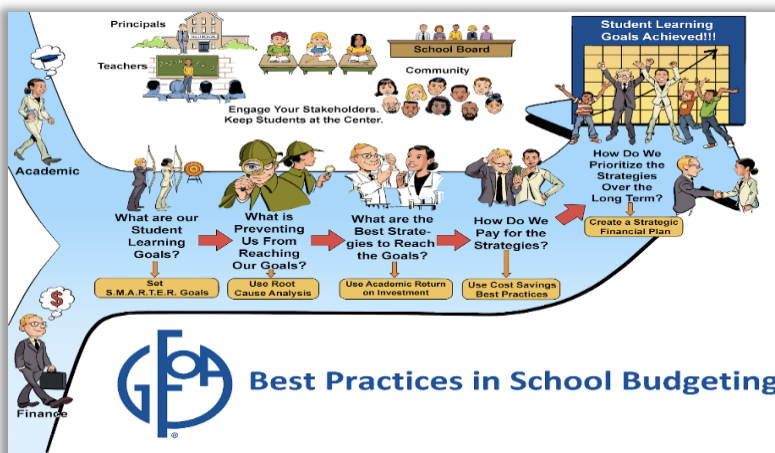 Principals
SCHOOL
Teachers
School Board
Community
Engage Your Stakeholders.
Keep Students at the Center.
Student Learning
Goals Achieved!!!
Academic
What are our
Student
Learning
Goals?
Set
S.M.A.R.T.E.R. Goals
What is
Preventing
Us From
Reaching
Our Goals?
Use Root
Cause Analysis
What are the
Best Strate-
gies to Reach
the Goals?
Use Academic Return
on Investment
How Do We
Pay for the
Strategies?
Use Cost Savings
Best Practices
How Do We
Prioritize the
Strategies
Over the
Long Term?
Create a Strategic
Financial Plan
$
Finance
GFOA
®
Best Practices in School Budgeting